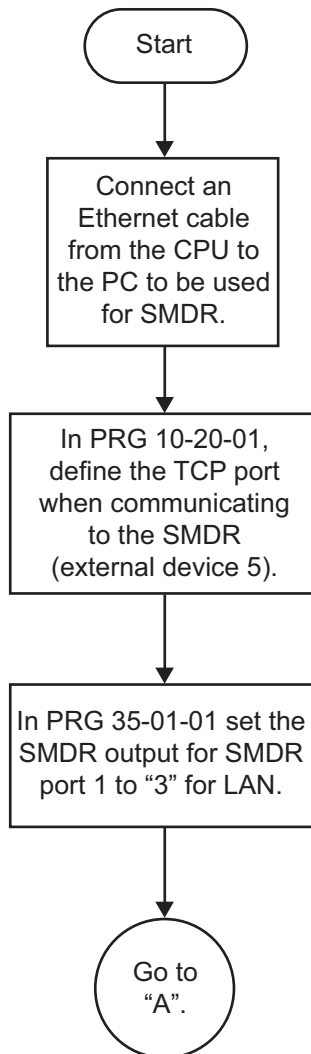 Start
Connect an
Ethernet cable
from the CPU to
the PC to be used
for SMDR.
In PRG 10-20-01,
define the TCP port
when communicating
to the SMDR
(external device 5).
In PRG 35-01-01 set the
SMDR output for SMDR
port 1 to “3” for LAN.
Go to
“A”.